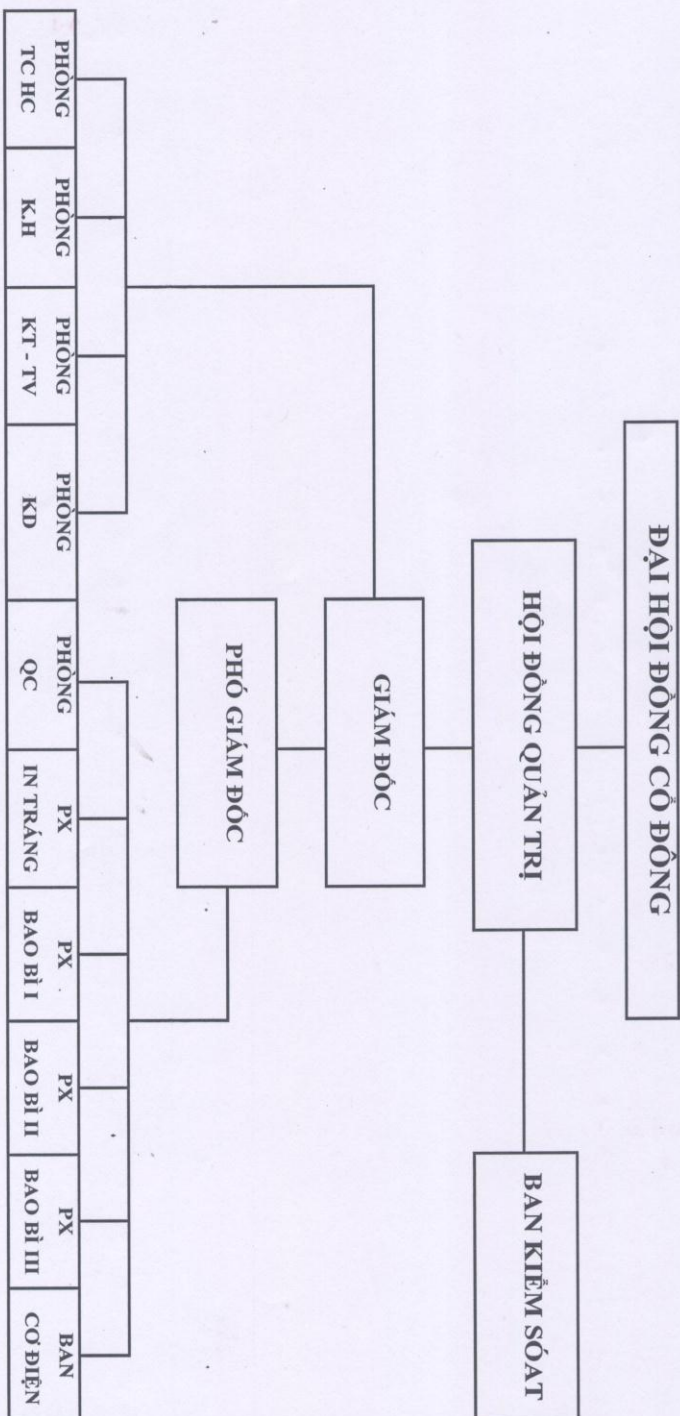 ĐẠI HỘI ĐỒNG CỔ ĐÔNG
HỘI ĐỒNG QUẢN TRỊ
BAN KIỂM SÓAT
GIÁM ĐỐC
PHÓ GIÁM ĐỐC
PHÒNG
TC HC
PHÒNG
K.H
PHÒNG
KT - TV
PHÒNG
KD
PHÒNG
QC
PX
IN TRÁNG
PX
BAO BÌ I
PX
BAO BÌ II
PX
BAO BÌ III
BAN
CƠ ĐIỆN